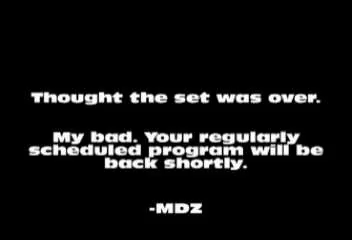 Thought the set was over.
My bad. Your regularly
scheduled program will be
back shortly.
-MDZ